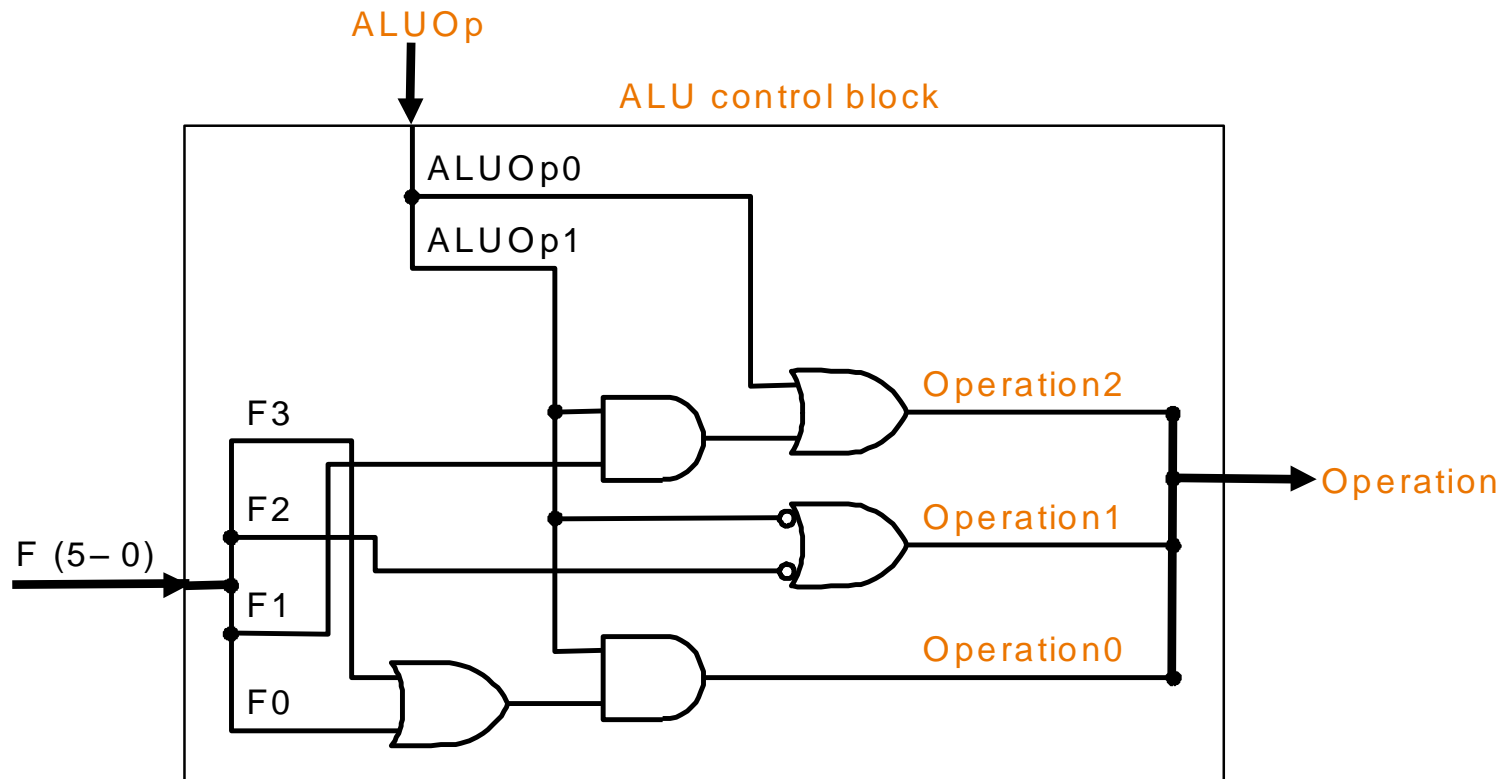 ALUOp
ALU control block
ALUOp0
ALUOp1
Operation2
F3
Operation
F2
Operation1
F (5– 0)
F1
Operation0
F0